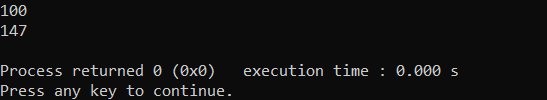 100
147
Process returned 0 (0x0)   execution time : 0.000 s
Press any key to continue.